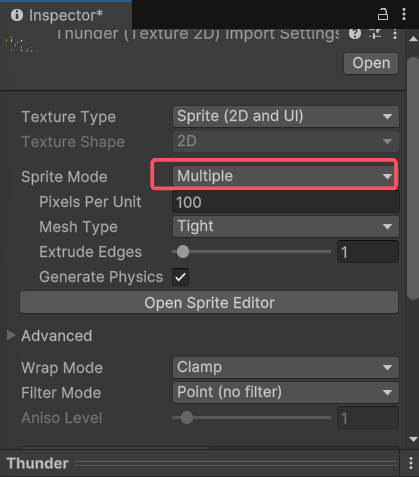 Inspector*
Thunder (Texture 2D) Import Settings
Open
Texture Type Sprite (2D and UI)
Texture Shape 2D
Sprite Mode Multiple
Pixels Per Unit 100
Mesh Type Tight
Extrude Edges 1
Generate Physics
Open Sprite Editor
Advanced
Wrap Mode Clamp
Filter Mode Point (no filter)
Aniso Level 1
Thunder